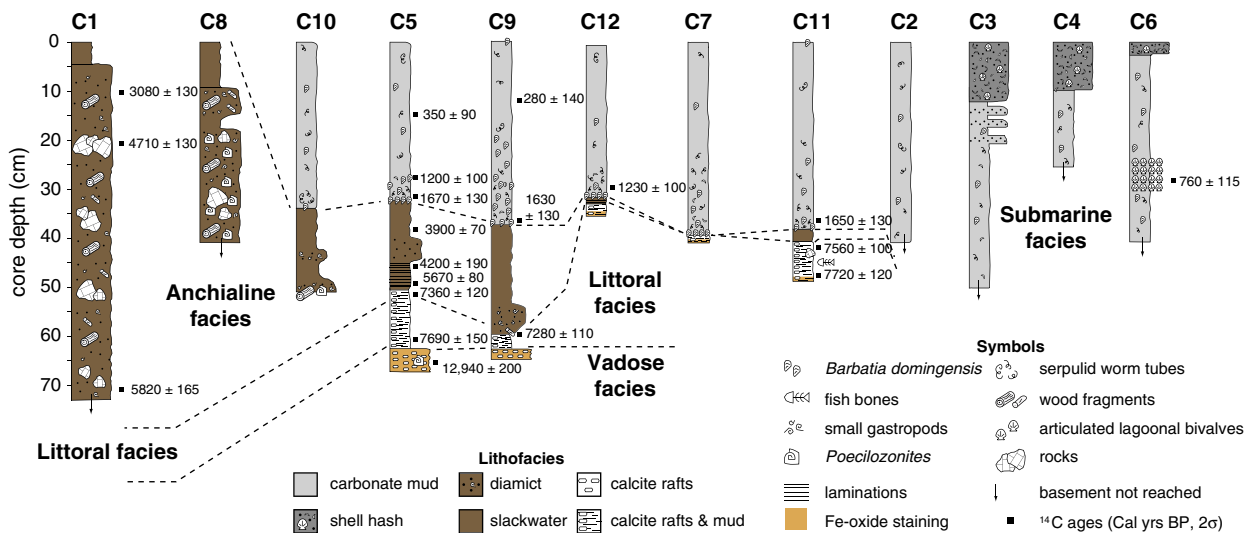 C1 C8 C10 C5 C9 C12 C7 C11 C2 C3 C4 C6
core depth (cm)
0
10
20
30
40
50
60
70
3080 ± 130
4710 ± 130
5820 ± 165
350 ± 90
1200 ± 100
1670 ± 130
3900 ± 70
4200 ± 190
5670 ± 80
7360 ± 120
7690 ± 150
12,940 ± 200
280 ± 140
1630
± 130
7280 ± 110
1230 ± 100
1650 ± 130
7560 ± 100
7720 ± 120
760 ± 115
Anchialine
facies
Littoral
facies
Vadose
facies
Submarine
facies
Littoral facies
Lithofacies
carbonate mud
diamict
calcite rafts
shell hash
slackwater
calcite rafts & mud
Symbols
Barbatia domingensis
serpulid worm tubes
fish bones
wood fragments
small gastropods
articulated lagoonal bivalves
Poecilozonites
rocks
laminations
basement not reached
Fe-oxide staining
¹⁴C ages (Cal yrs BP, 2σ)